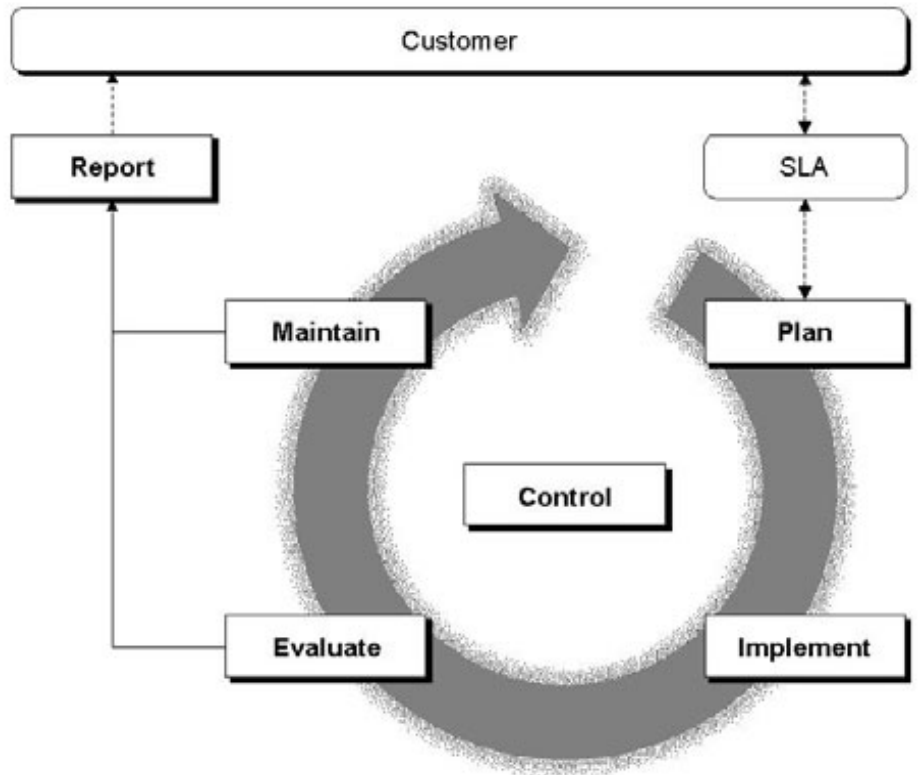 Customer
Report
SLA
Maintain
Plan
Control
Evaluate
Implement